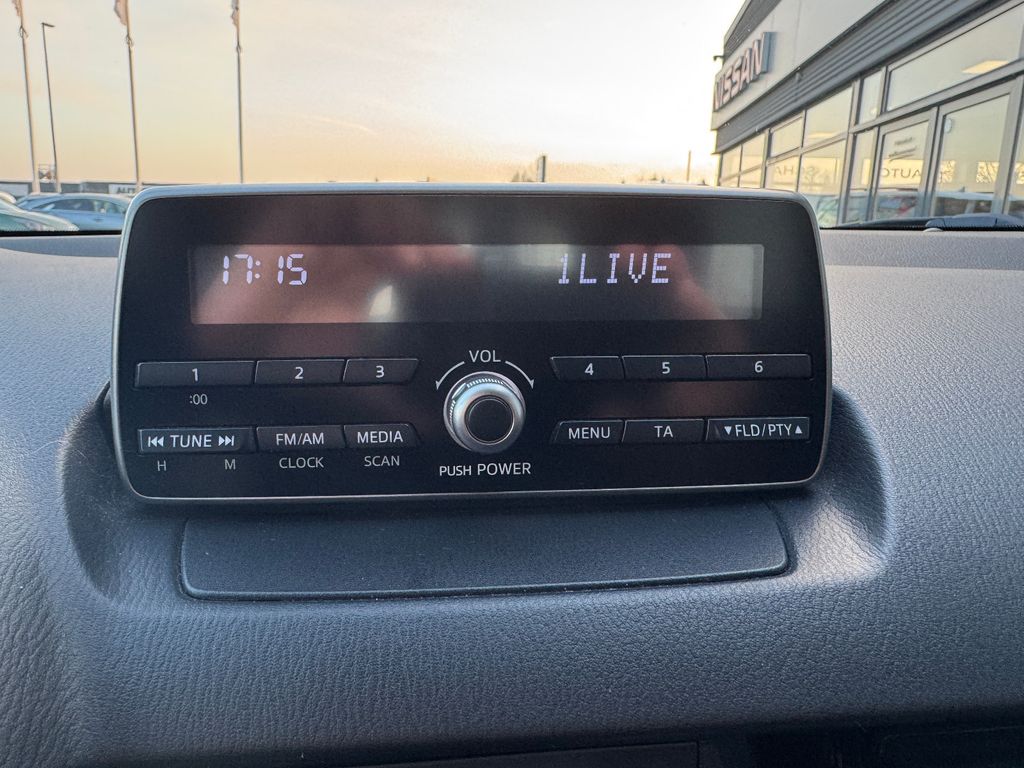 NISSAN
AUTO
17:15 1LIVE
VOL
1 2 3 4 5 6
:00
TUNE FM/AM MEDIA MENU TA FLD/PTY
H M CLOCK SCAN
PUSH POWER